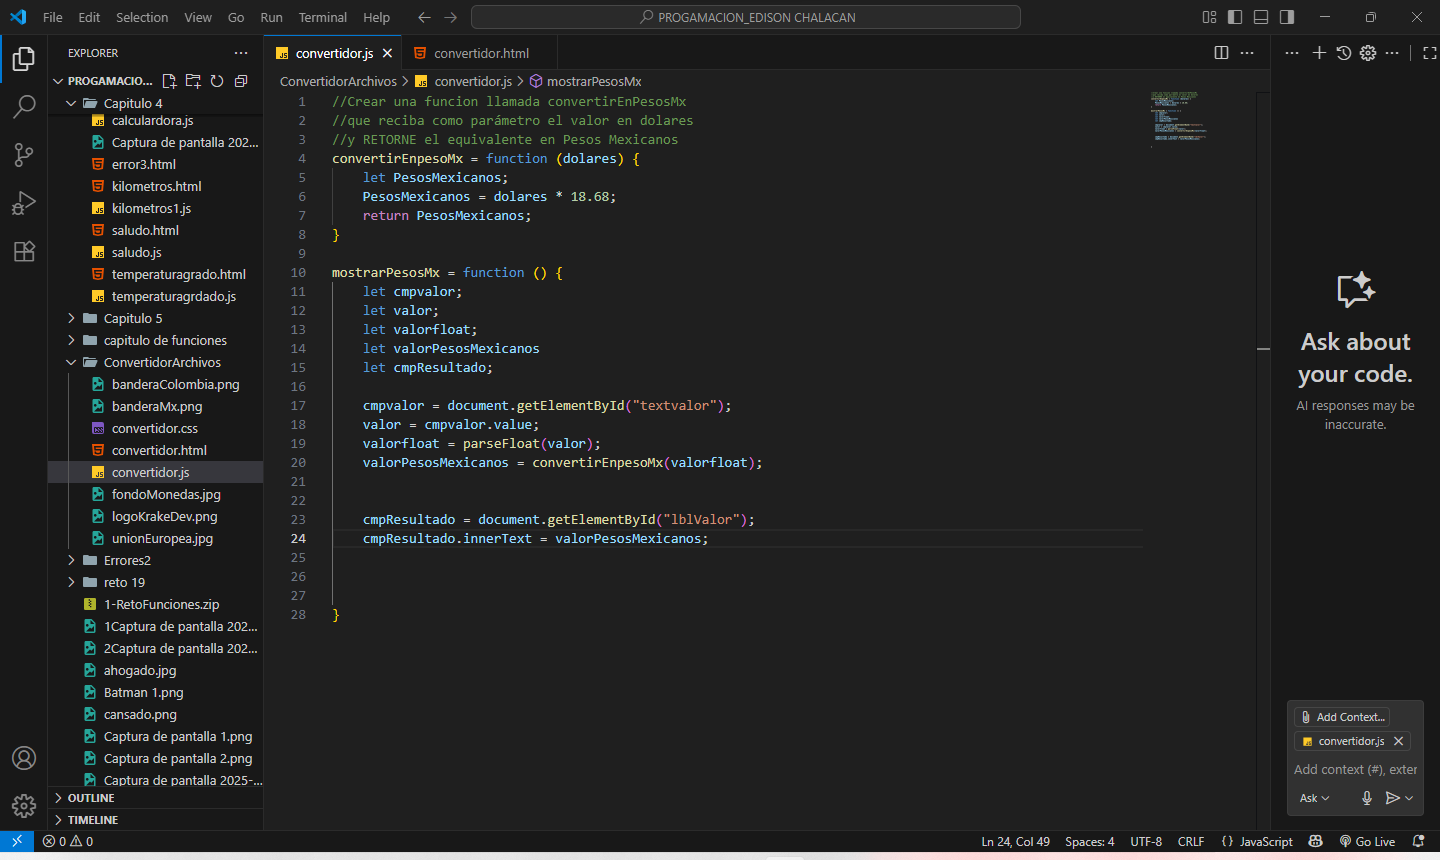 File Edit Selection View Go Run Terminal Help
PROGAMACION_EDISON CHALACAN
EXPLORER
PROGAMACIO...
Capitulo 4
calculardora.js
Captura de pantalla 202...
error3.html
kilometros.html
kilometros1.js
saludo.html
saludo.js
temperaturagrado.html
temperaturagrdado.js
Capitulo 5
capitulo de funciones
ConvertidorArchivos
banderaColombia.png
banderaMx.png
convertidor.css
convertidor.html
convertidor.js
fondoMonedas.jpg
logoKrakeDev.png
unionEuropea.jpg
Errores2
reto 19
1-RetoFunciones.zip
1Captura de pantalla 202...
2Captura de pantalla 202...
ahogado.jpg
Batman 1.png
cansado.png
Captura de pantalla 1.png
Captura de pantalla 2.png
Captura de pantalla 2025-...
OUTLINE
TIMELINE
convertidor.js
convertidor.html
ConvertidorArchivos > convertidor.js > mostrarPesosMx
1 //Crear una funcion llamada convertirEnPesosMx
2 //que reciba como parámetro el valor en dolares
3 //y RETORNE el equivalente en Pesos Mexicanos
4 convertirEnpesoMx = function (dolares) {
5 let PesosMexicanos;
6 PesosMexicanos = dolares * 18.68;
7 return PesosMexicanos;
8 }
9
10 mostrarPesosMx = function () {
11 let cmpvalor;
12 let valor;
13 let valorfloat;
14 let valorPesosMexicanos
15 let cmpResultado;
16
17 cmpvalor = document.getElementById("textvalor");
18 valor = cmpvalor.value;
19 valorfloat = parseFloat(valor);
20 valorPesosMexicanos = convertirEnpesoMx(valorfloat);
21
22
23 cmpResultado = document.getElementById("lblValor");
24 cmpResultado.innerText = valorPesosMexicanos;
25
26
27
28 }
Ask about
your code.
AI responses may be
inaccurate.
Add Context...
convertidor.js
Add context (#), exter
Ask
0 0
Ln 24, Col 49 Spaces: 4 UTF-8 CRLF {} JavaScript Go Live